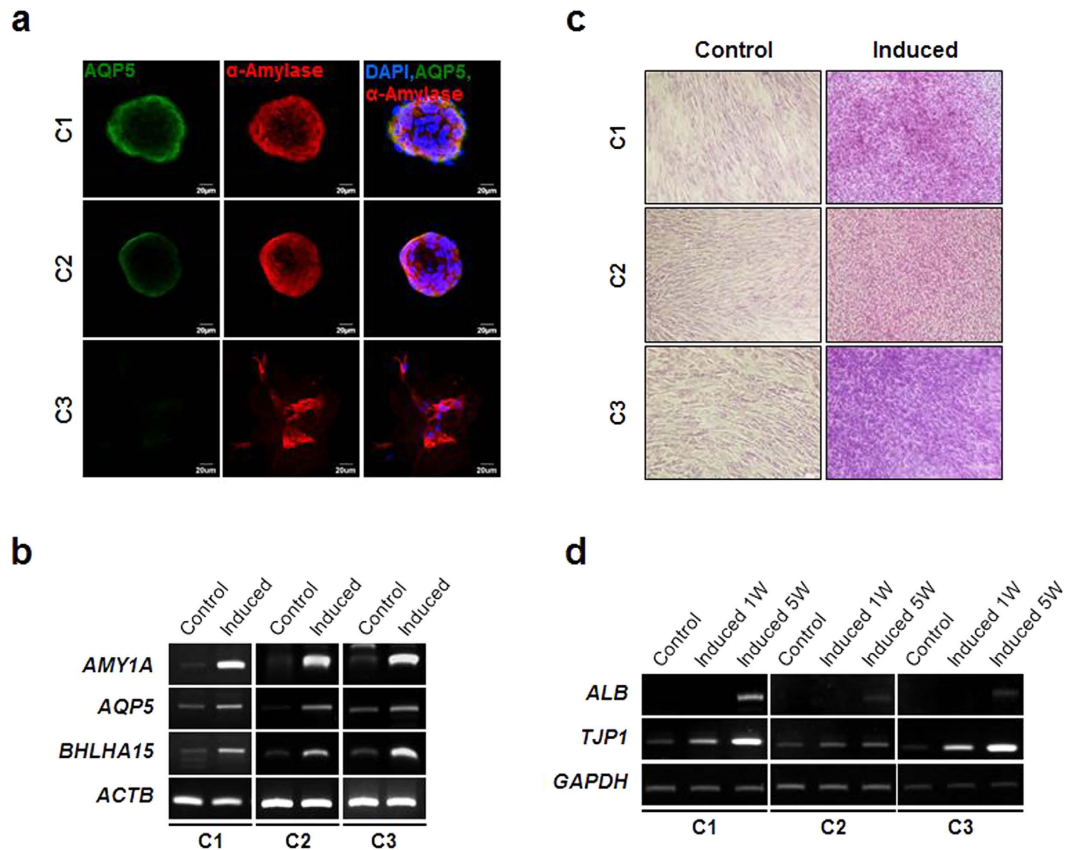 a
AQP5 α-Amylase DAPI,AQP5,
α-Amylase
C1
20μm 20μm 20μm
C2
20μm 20μm 20μm
C3
20um 20um 20um
c
Control Induced
C1
C2
C3
b
Control Induced Control Induced Control Induced
AMY1A
AQP5
BHLHA15
ACTB
C1 C2 C3
d
Control Induced 1W Induced 5W Control Induced 1W Induced 5W Control Induced 1W Induced 5W
ALB
TJP1
GAPDH
C1 C2 C3